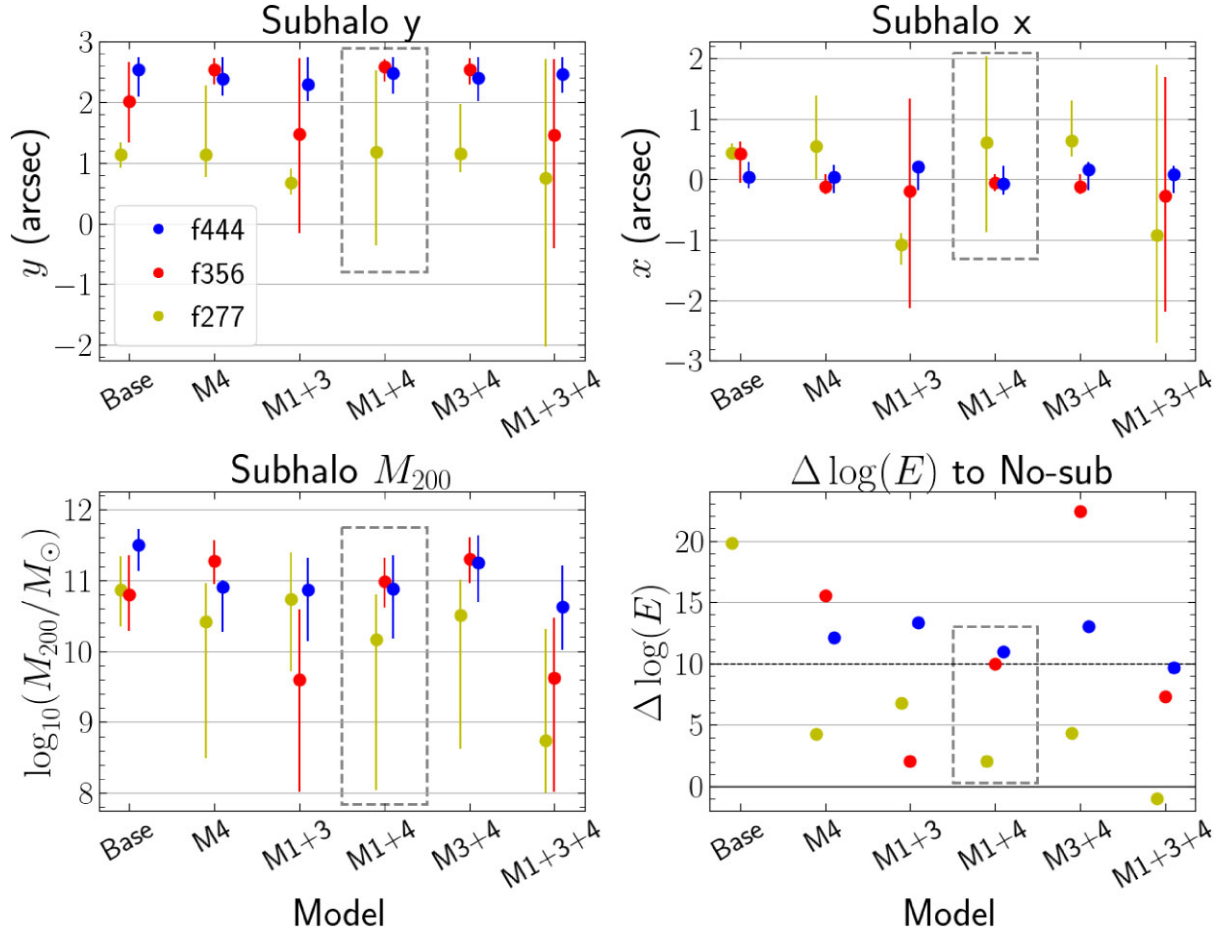 Subhalo y
y (arcsec)
3
2
1
0
−1
−2
f444
f356
f277
Base
M4
M1+3
M1+4
M3+4
M1+3+4
Subhalo x
x (arcsec)
2
1
0
−1
−2
−3
Base
M4
M1+3
M1+4
M3+4
M1+3+4
Subhalo M₂₀₀
log₁₀(M₂₀₀/M⊙)
12
11
10
9
8
Base
M4
M1+3
M1+4
M3+4
M1+3+4
Model
Δ log(E) to No-sub
Δ log(E)
20
15
10
5
0
Base
M4
M1+3
M1+4
M3+4
M1+3+4
Model